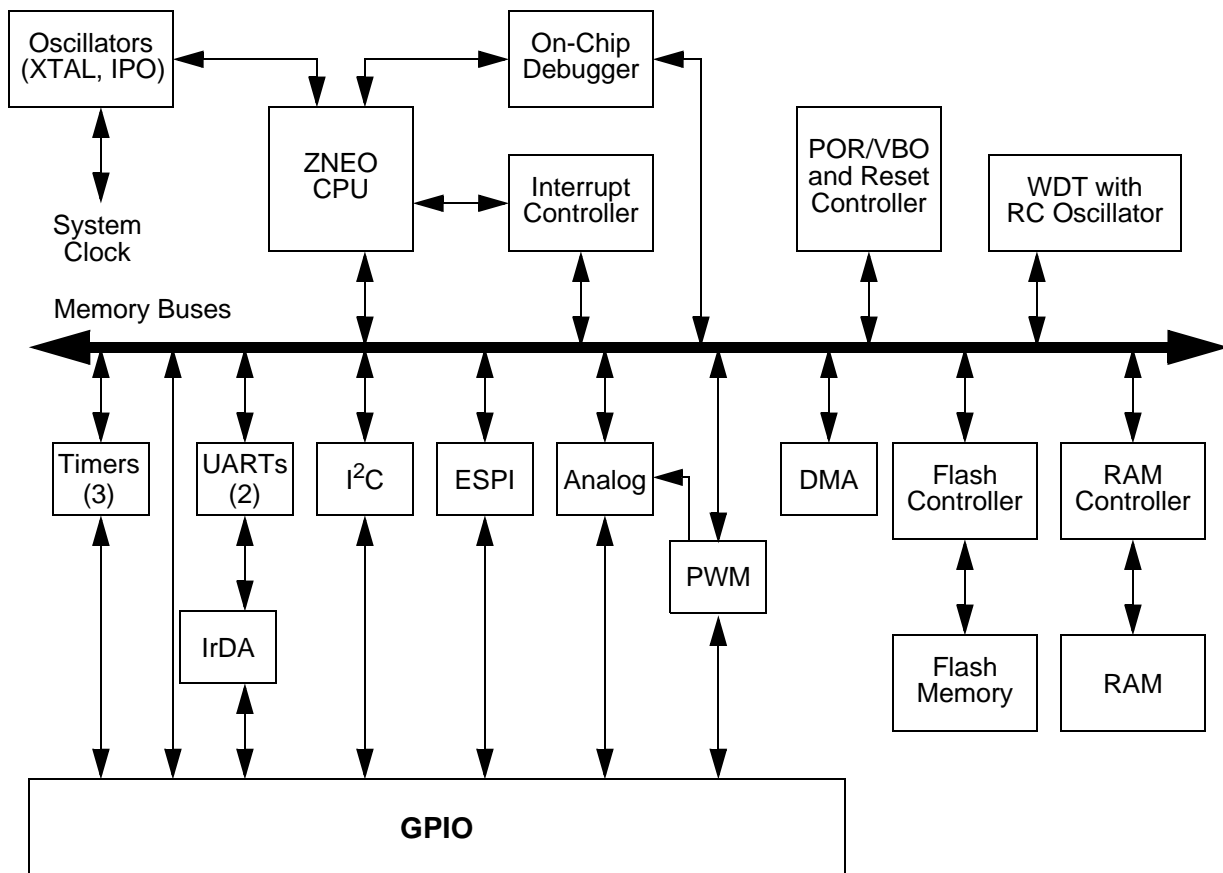 Oscillators
(XTAL, IPO)
On-Chip
Debugger
ZNEO
CPU
Interrupt
Controller
POR/VBO
and Reset
Controller
WDT with
RC Oscillator
System
Clock
Memory Buses
Timers
(3)
UARTs
(2)
I²C
ESPI
Analog
DMA
Flash
Controller
RAM
Controller
PWM
IrDA
Flash
Memory
RAM
GPIO